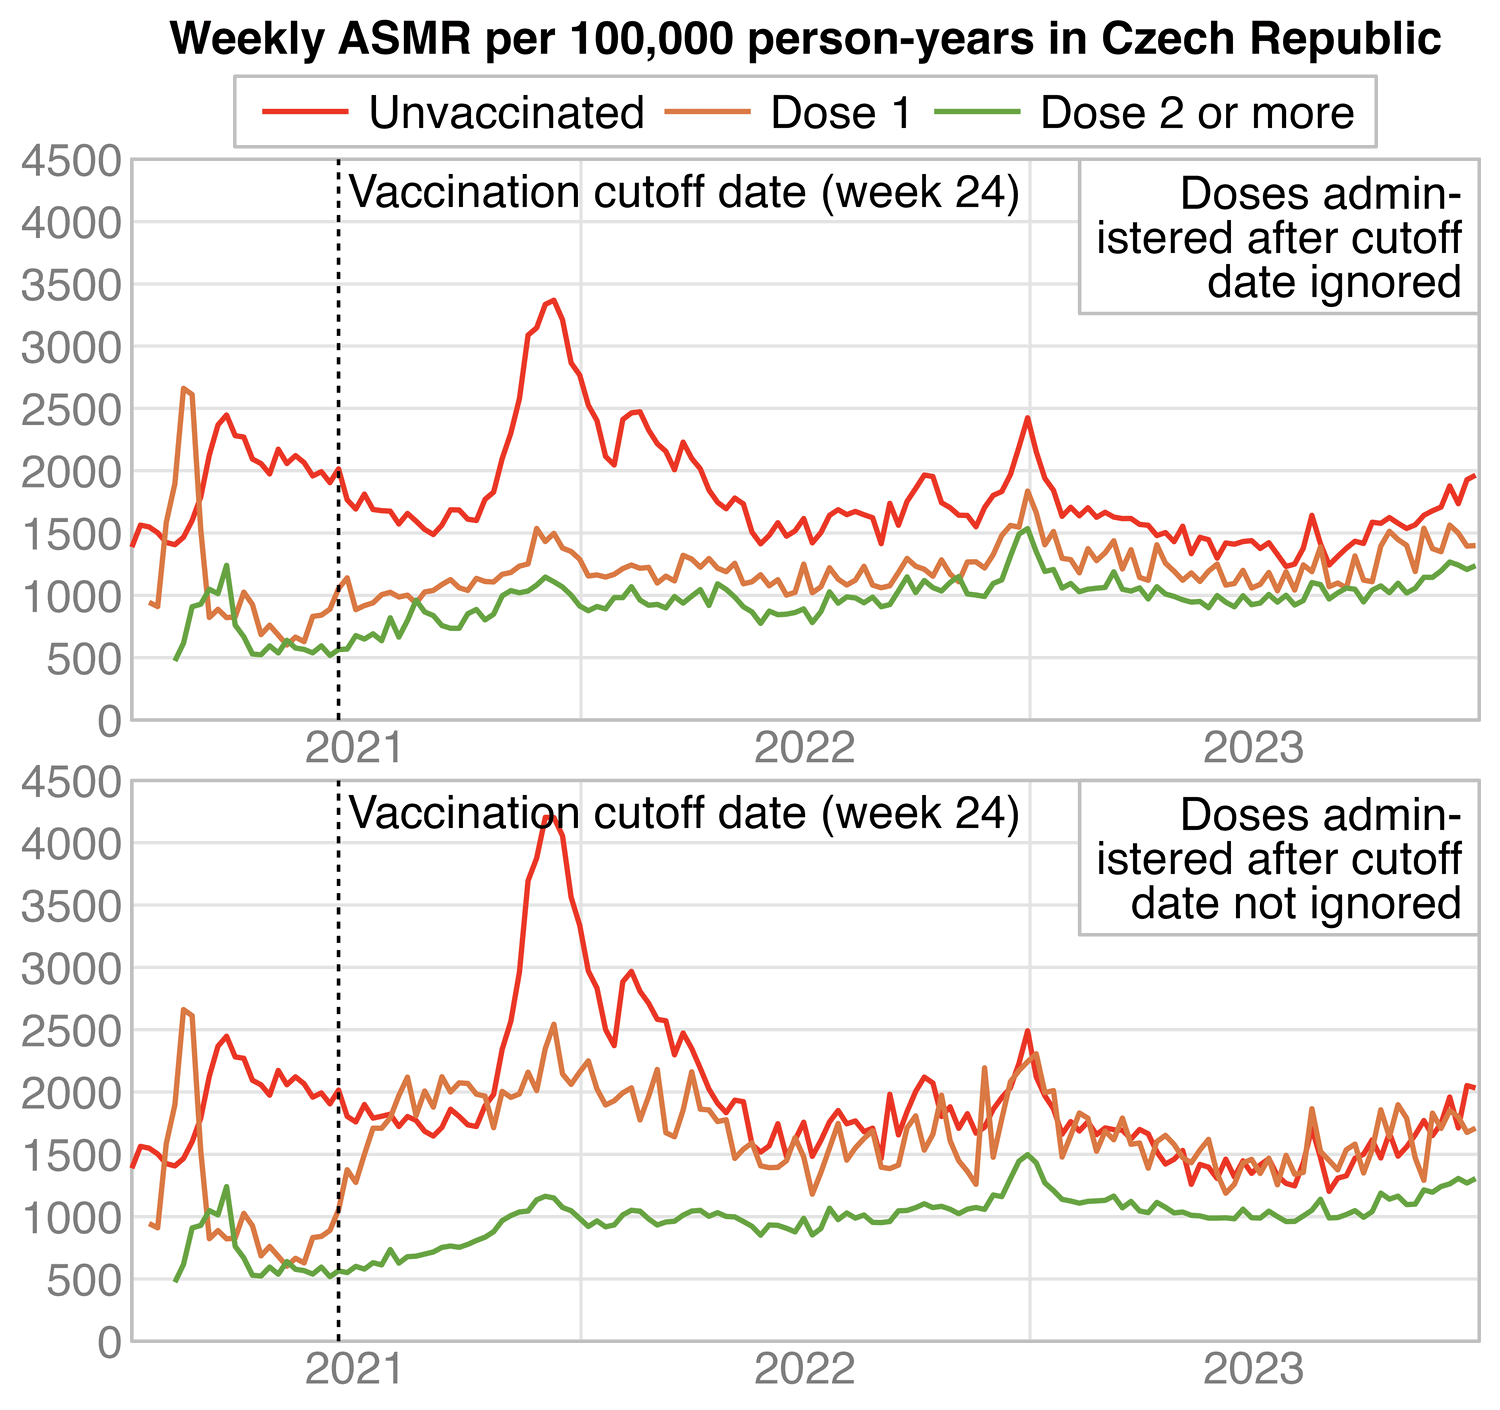 Weekly ASMR per 100,000 person-years in Czech Republic
Unvaccinated Dose 1 Dose 2 or more
4500
4000
3500
3000
2500
2000
1500
1000
500
0
Vaccination cutoff date (week 24)
Doses admin-
istered after cutoff
date ignored
2021 2022 2023
4500
4000
3500
3000
2500
2000
1500
1000
500
0
Vaccination cutoff date (week 24)
Doses admin-
istered after cutoff
date not ignored
2021 2022 2023